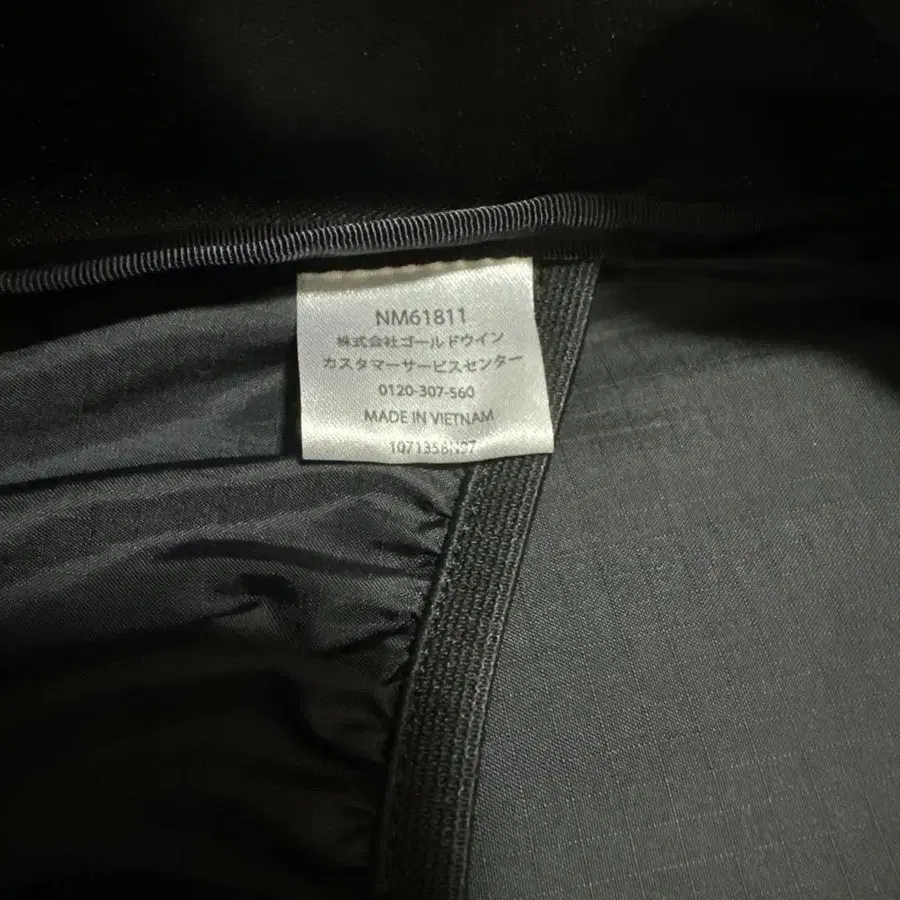 NM61811
株式会社ゴールドウイン
カスタマーサービスセンター
0120-307-560
MADE IN VIETNAM